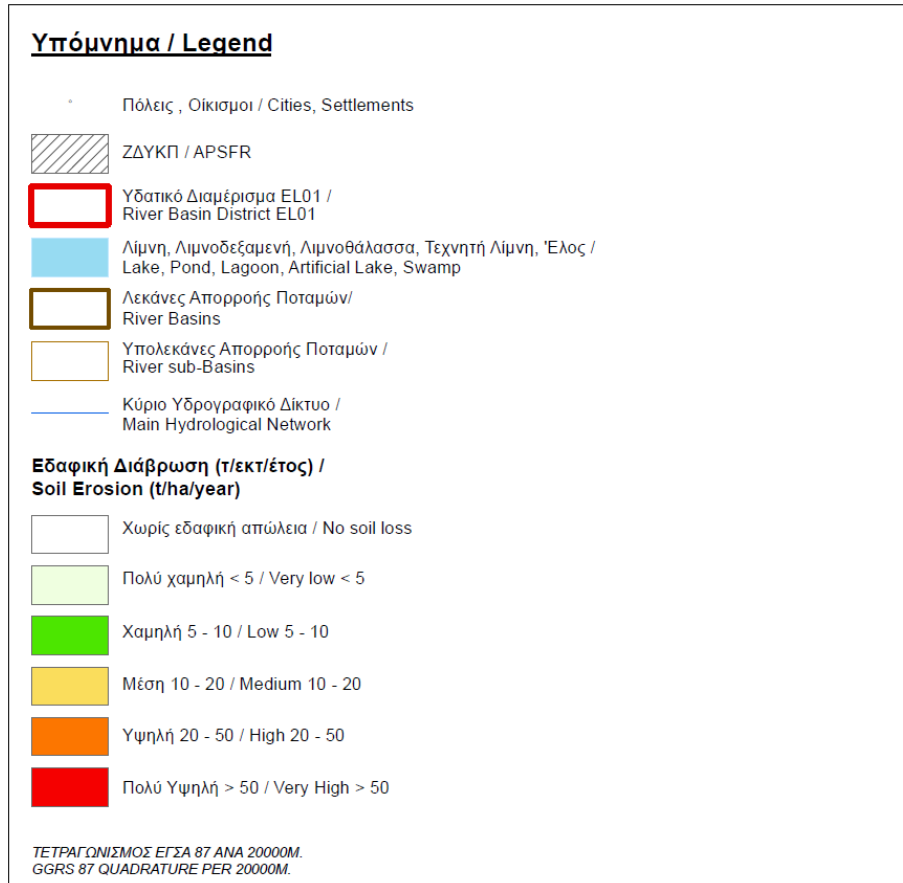 Υπόμνημα / Legend
Πόλεις , Οίκισμοι / Cities, Settlements
ΖΔΥΚΠ / APSFR
Υδατικό Διαμέρισμα EL01 /
River Basin District EL01
Λίμνη, Λιμνοδεξαμενή, Λιμνοθάλασσα, Τεχνητή Λίμνη, 'Ελος /
Lake, Pond, Lagoon, Artificial Lake, Swamp
Λεκάνες Απορροής Ποταμών/
River Basins
Υπολεκάνες Απορροής Ποταμών /
River sub-Basins
Κύριο Υδρογραφικό Δίκτυο /
Main Hydrological Network
Εδαφική Διάβρωση (τ/εκτ/έτος) /
Soil Erosion (t/ha/year)
Χωρίς εδαφική απώλεια / No soil loss
Πολύ χαμηλή < 5 / Very low < 5
Χαμηλή 5 - 10 / Low 5 - 10
Μέση 10 - 20 / Medium 10 - 20
Υψηλή 20 - 50 / High 20 - 50
Πολύ Υψηλή > 50 / Very High > 50
ΤΕΤΡΑΓΩΝΙΣΜΟΣ ΕΓΣΑ 87 ΑΝΑ 20000Μ.
GGRS 87 QUADRATURE PER 20000M.